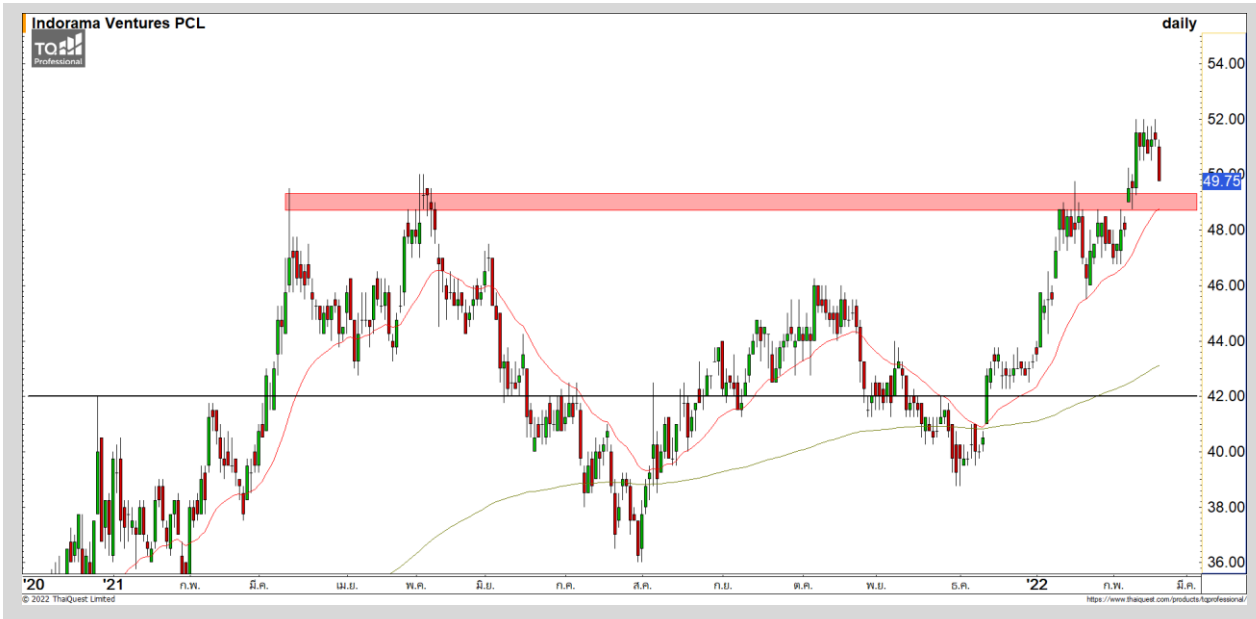 Indorama Ventures PCL
daily
TQ
Professional
54.00
52.00
50.00
49.75
48.00
46.00
44.00
42.00
40.00
38.00
36.00
'20 '21 ก.พ. มี.ค. เม.ย. พ.ค. มิ.ย. ก.ค. ส.ค. ก.ย. ต.ค. พ.ย. ธ.ค. '22 ก.พ. มี.ค.
© 2022 ThaiQuest Limited
https://www.thaiquest.com/products/tqprofessional/